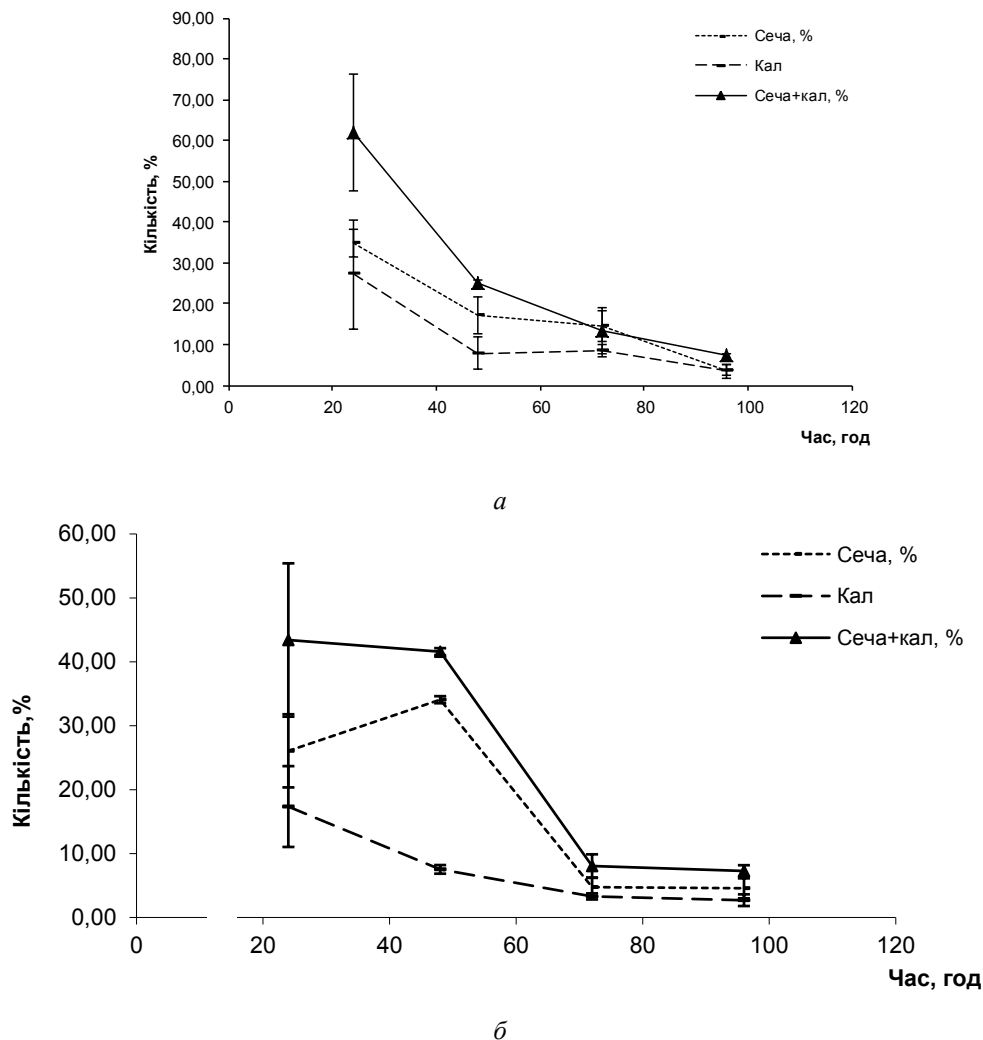 90,00
80,00
70,00
60,00
50,00
40,00
30,00
20,00
10,00
0,00
Кількість, %
Сеча, %
Кал
Сеча+кал, %
0 20 40 60 80 100 120
Час, год
а
60,00
50,00
40,00
30,00
20,00
10,00
0,00
Кількість,%
Сеча, %
Кал
Сеча+кал, %
0 20 40 60 80 100 120
Час, год
б